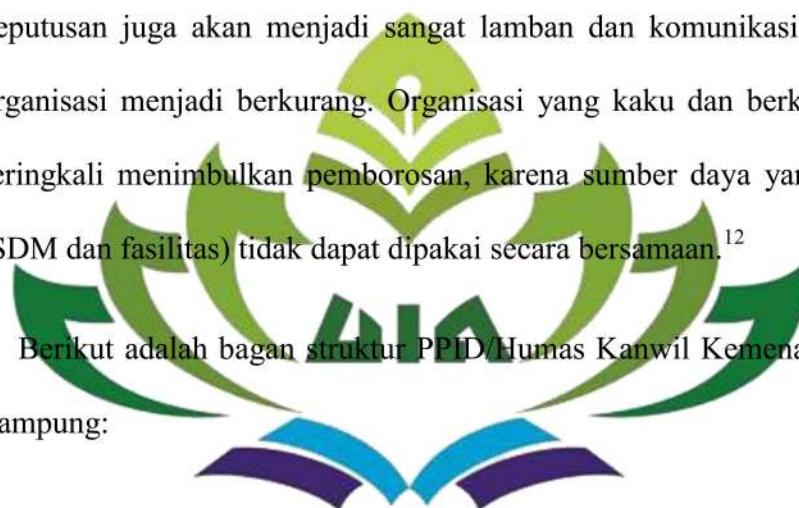 eputusan juga akan menjadi sangat lamban dan komunikasi
rganisasi menjadi berkurang. Organisasi yang kaku dan berk
eringkali menimbulkan pemborosan, karena sumber daya yan
SDM dan fasilitas) tidak dapat dipakai secara bersamaan.12
UIN
Berikut adalah bagan struktur PPID/Humas Kanwil Kemena
ampung: